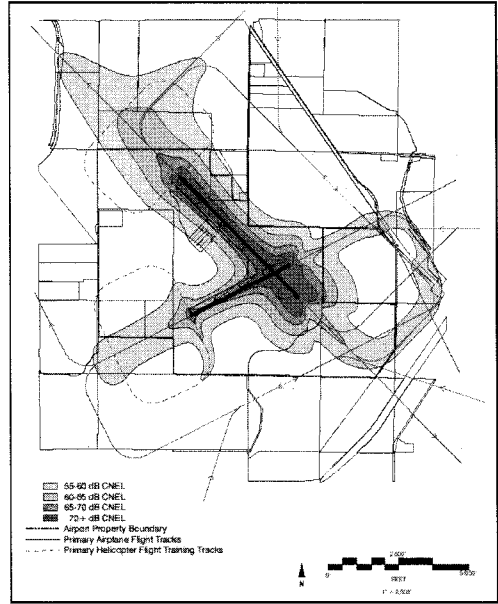 55-60 dB CNEL
60-65 dB CNEL
65-70 dB CNEL
70+ dB CNEL
Airport Property Boundary
Primary Airplane Flight Tracks
Primary Helicopter Flight Training Tracks
N
0'
FEET